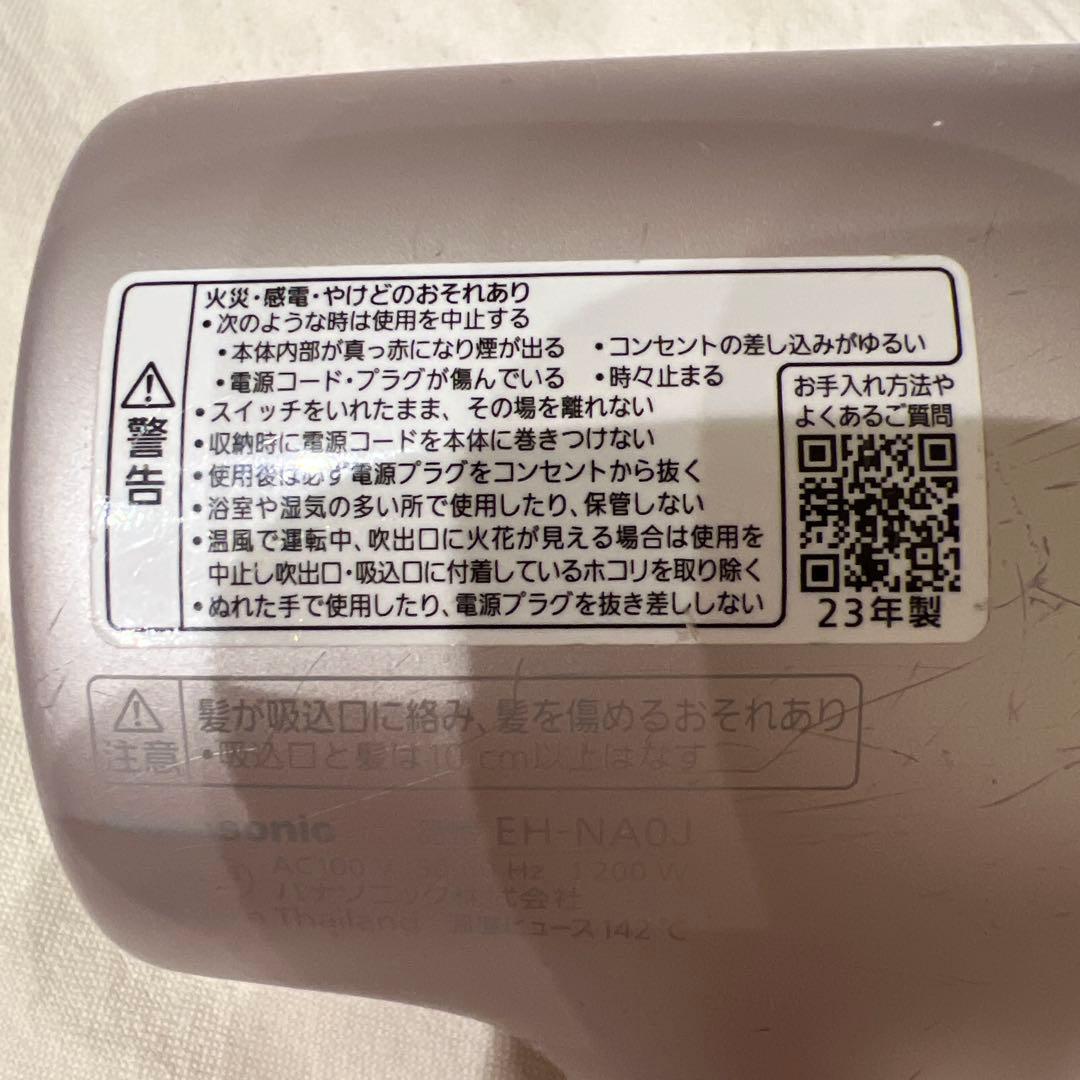 警告
火災・感電・やけどのおそれあり
・次のような時は使用を中止する
・本体内部が真っ赤になり煙が出る ・コンセントの差し込みがゆるい
・電源コード・プラグが傷んでいる ・時々止まる
・スイッチをいれたまま、その場を離れない
・収納時に電源コードを本体に巻きつけない
・使用後は必ず電源プラグをコンセントから抜く
・浴室や湿気の多い所で使用したり、保管しない
・温風で運転中、吹出口に火花が見える場合は使用を
中止し吹出口・吸込口に付着しているホコリを取り除く
・ぬれた手で使用したり、電源プラグを抜き差ししない
お手入れ方法や
よくあるご質問
23年製
注意
髪が吸込口に絡み、髪を傷めるおそれあり
・吸込口と髪は10 cm以上はなす
EH-NA0J
AC100 Hz 1 200 W
パナソニック株式会社
Thailand 142 ℃